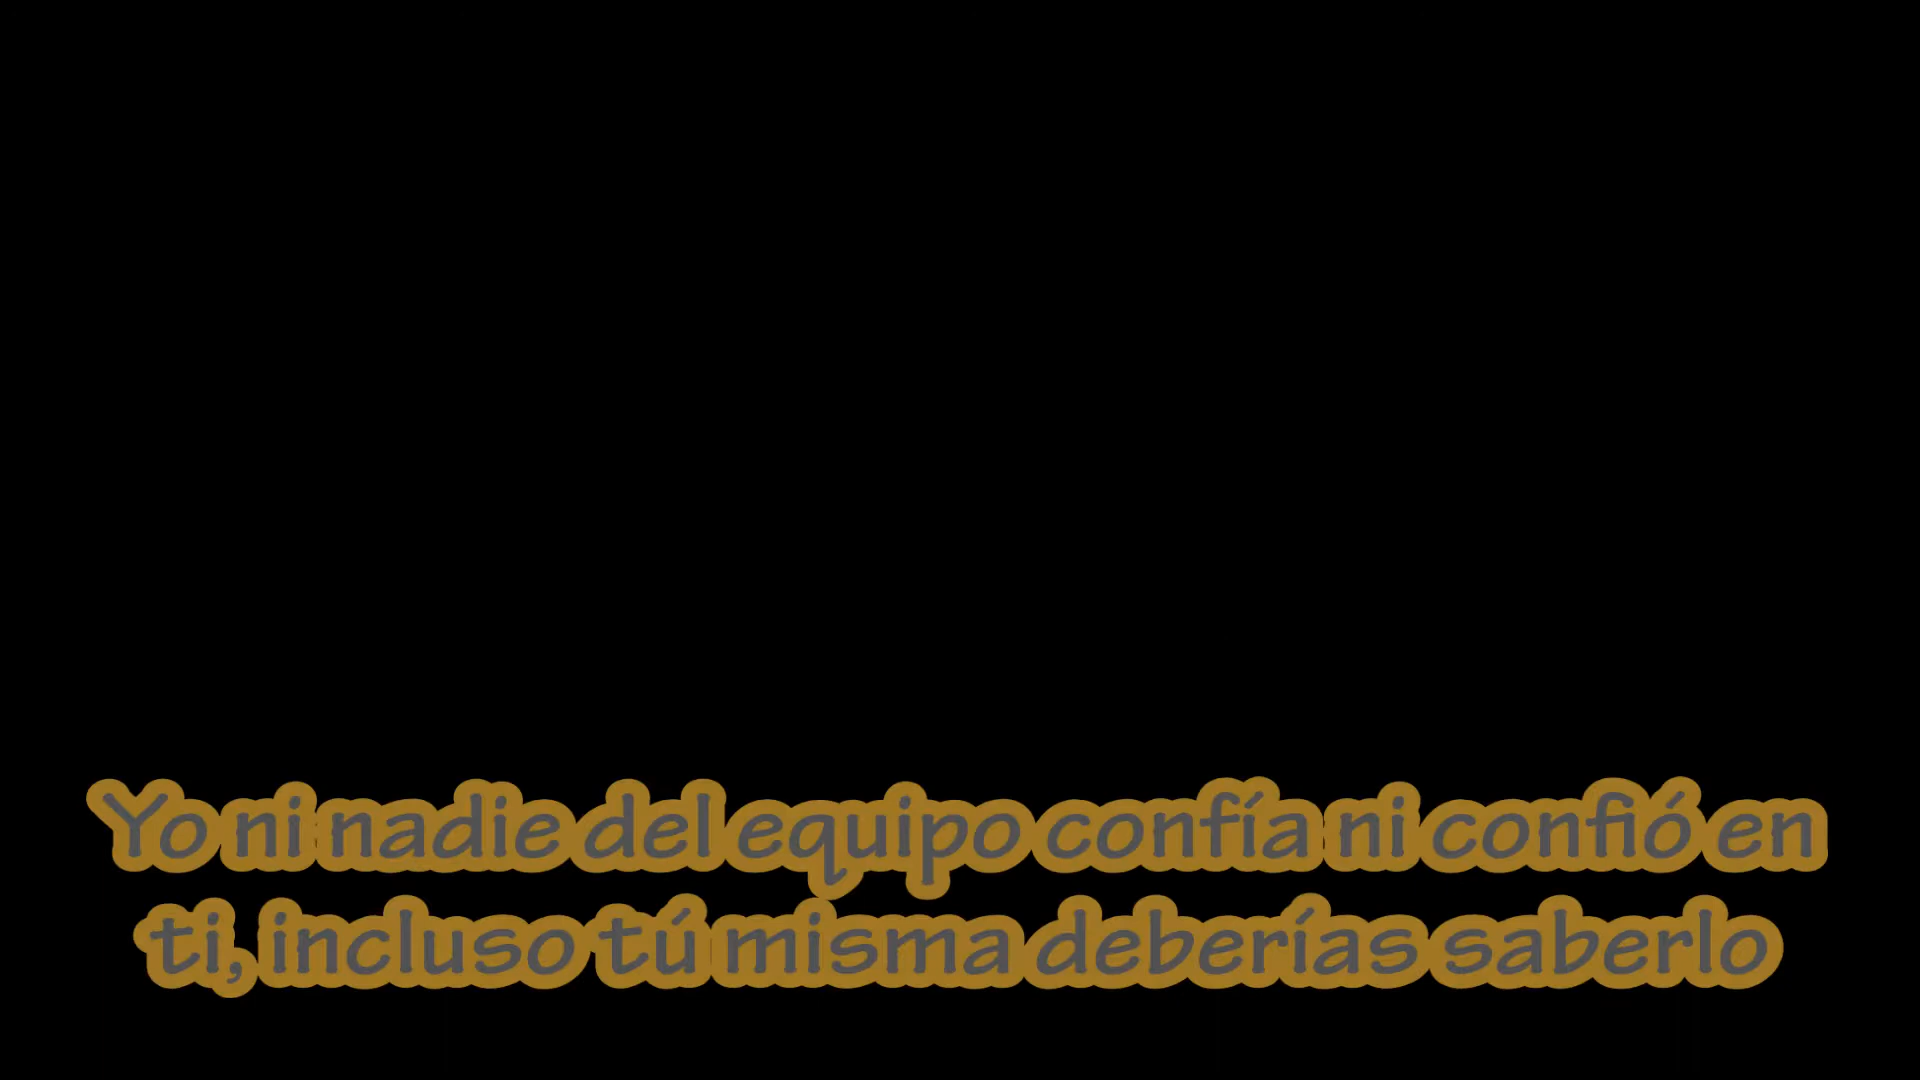 Yo ni nadie del equipo confía ni confió en
ti, incluso tú misma deberías saberlo